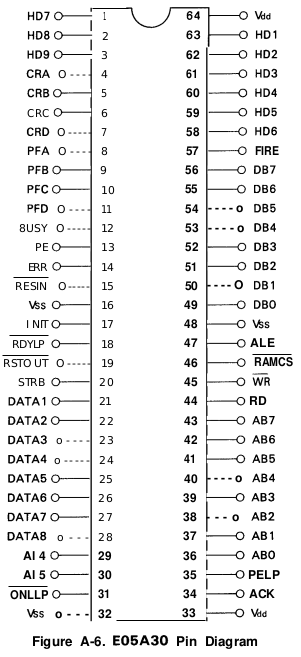 HD7 1 64 Vdd
HD8 2 63 HD1
HD9 3 62 HD2
CRA 4 61 HD3
CRB 5 60 HD4
CRC 6 59 HD5
CRD 7 58 HD6
PFA 8 57 FIRE
PFB 9 56 DB7
PFC 10 55 DB6
PFD 11 54 DB5
8USY 12 53 DB4
PE 13 52 DB3
ERR 14 51 DB2
RESIN 15 50 DB1
Vss 16 49 DB0
I NIT 17 48 Vss
RDYLP 18 47 ALE
RSTO UT 19 46 RAMCS
STRB 20 45 WR
DATA1 21 44 RD
DATA2 22 43 AB7
DATA3 23 42 AB6
DATA4 24 41 AB5
DATA5 25 40 AB4
DATA6 26 39 AB3
DATA7 27 38 AB2
DATA8 28 37 AB1
AI 4 29 36 AB0
AI 5 30 35 PELP
ONLLP 31 34 ACK
Vss 32 33 Vdd
Figure A-6. E05A30 Pin Diagram